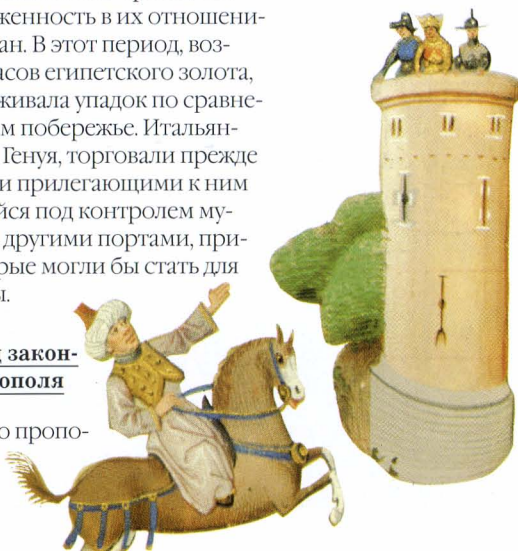 женность в их отношени-
ан. В этот период, воз-
асов египетского золота,
живала упадок по сравне-
м побережье. Итальян-
Генуя, торговали прежде
и прилегающими к ним
йся под контролем му-
другими портами, при-
рые могли бы стать для
ы.
закон-
ополя
о пропо-